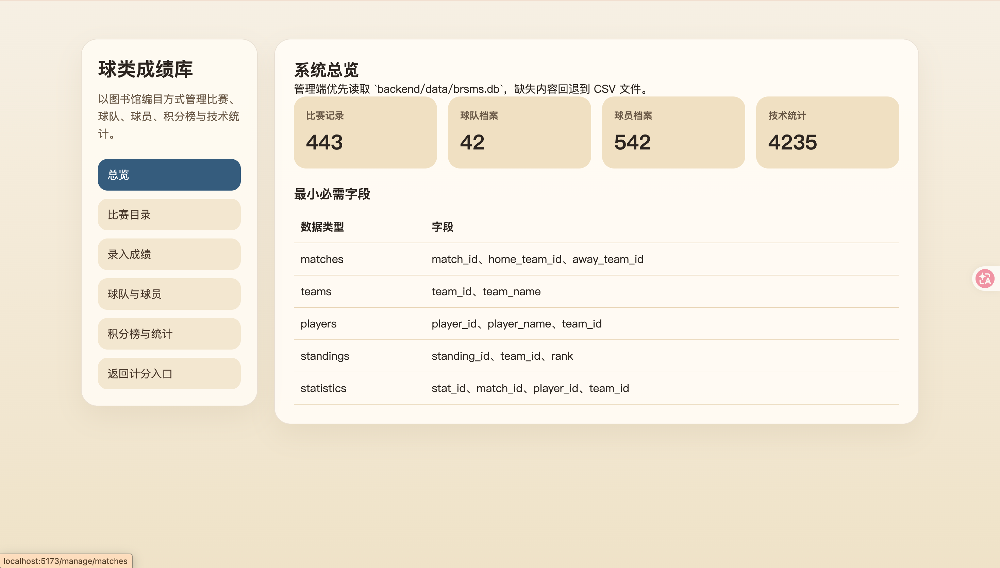 球类成绩库
以图书馆编目方式管理比赛、
球队、球员、积分榜与技术统
计。
总览
比赛目录
录入成绩
球队与球员
积分榜与统计
返回计分入口
系统总览
管理端优先读取 `backend/data/brsms.db`，缺失内容回退到 CSV 文件。
比赛记录
443
球队档案
42
球员档案
542
技术统计
4235
最小必需字段
数据类型 字段
matches match_id、home_team_id、away_team_id
teams team_id、team_name
players player_id、player_name、team_id
standings standing_id、team_id、rank
statistics stat_id、match_id、player_id、team_id
A
localhost:5173/manage/matches